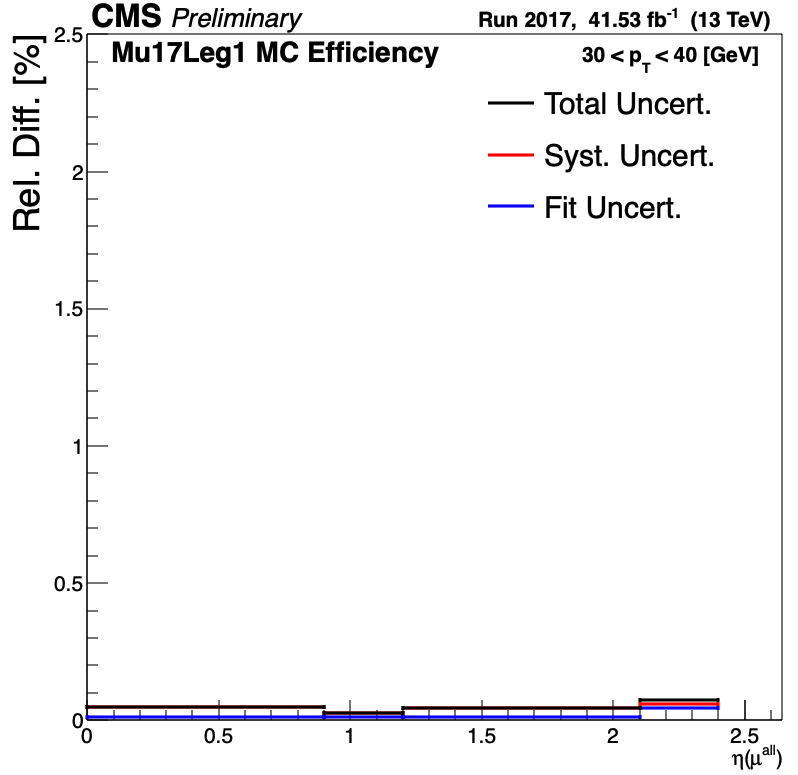 CMS Preliminary Run 2017, 41.53 fb⁻¹ (13 TeV)
Mu17Leg1 MC Efficiency 30 < p_T < 40 [GeV]
Rel. Diff. [%]
Total Uncert.
Syst. Uncert.
Fit Uncert.
2.5
2
1.5
1
0.5
0
0 0.5 1 1.5 2 2.5
η(μ^all)